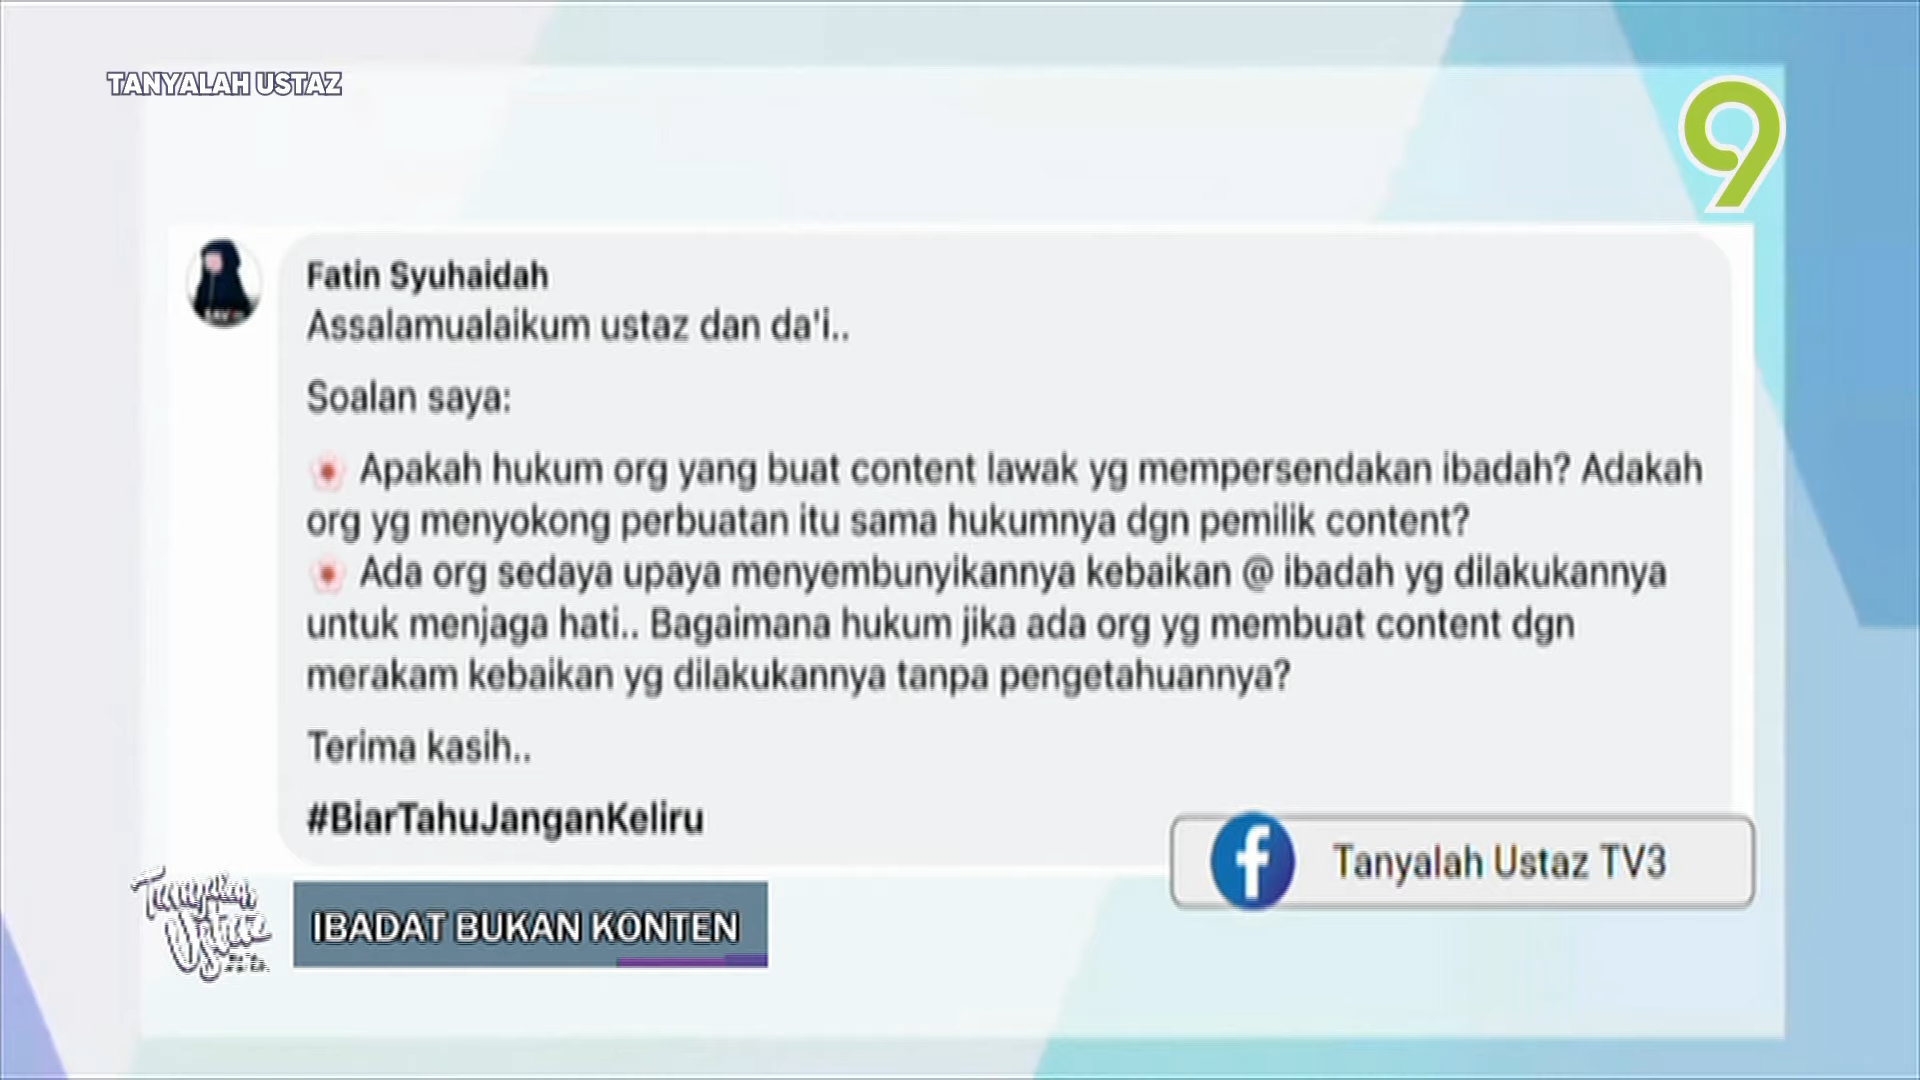 TANYALAH USTAZ
9
Fatin Syuhaidah
Assalamualaikum ustaz dan da'i..
Soalan saya:
Apakah hukum org yang buat content lawak yg mempersendakan ibadah? Adakah
org yg menyokong perbuatan itu sama hukumnya dgn pemilik content?
Ada org sedaya upaya menyembunyikannya kebaikan @ ibadah yg dilakukannya
untuk menjaga hati.. Bagaimana hukum jika ada org yg membuat content dgn
merakam kebaikan yg dilakukannya tanpa pengetahuannya?
Terima kasih..
#BiarTahuJanganKeliru
Tanyalah Ustaz TV3
Tanyalah
Ustaz
IBADAT BUKAN KONTEN